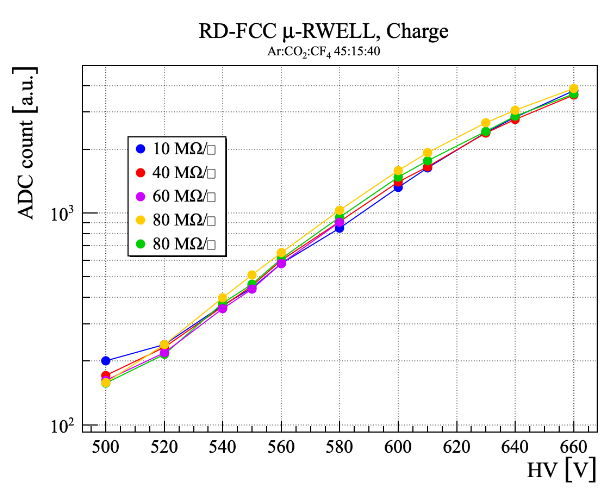 RD-FCC μ-RWELL, Charge
Ar:CO₂:CF₄ 45:15:40
ADC count [a.u.]
10 MΩ/□
40 MΩ/□
60 MΩ/□
80 MΩ/□
80 MΩ/□
10³
10²
500 520 540 560 580 600 620 640 660
HV [V]